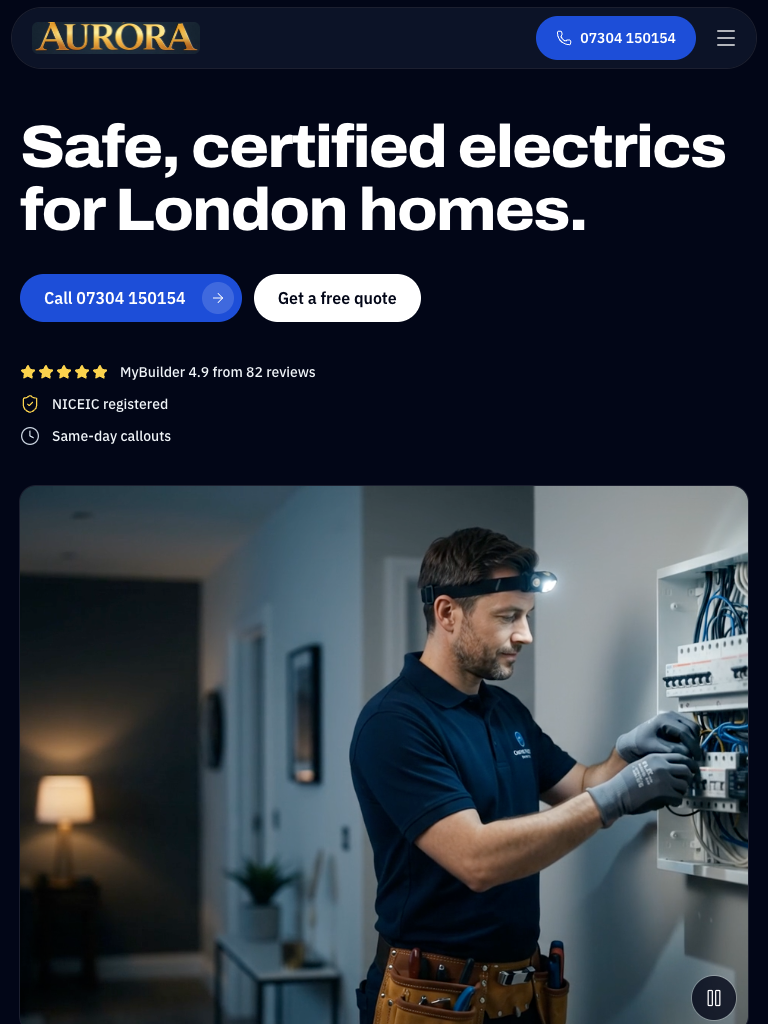 AURORA
07304 150154
Safe, certified electrics
for London homes.
Call 07304 150154
Get a free quote
MyBuilder 4.9 from 82 reviews
NICEIC registered
Same-day callouts